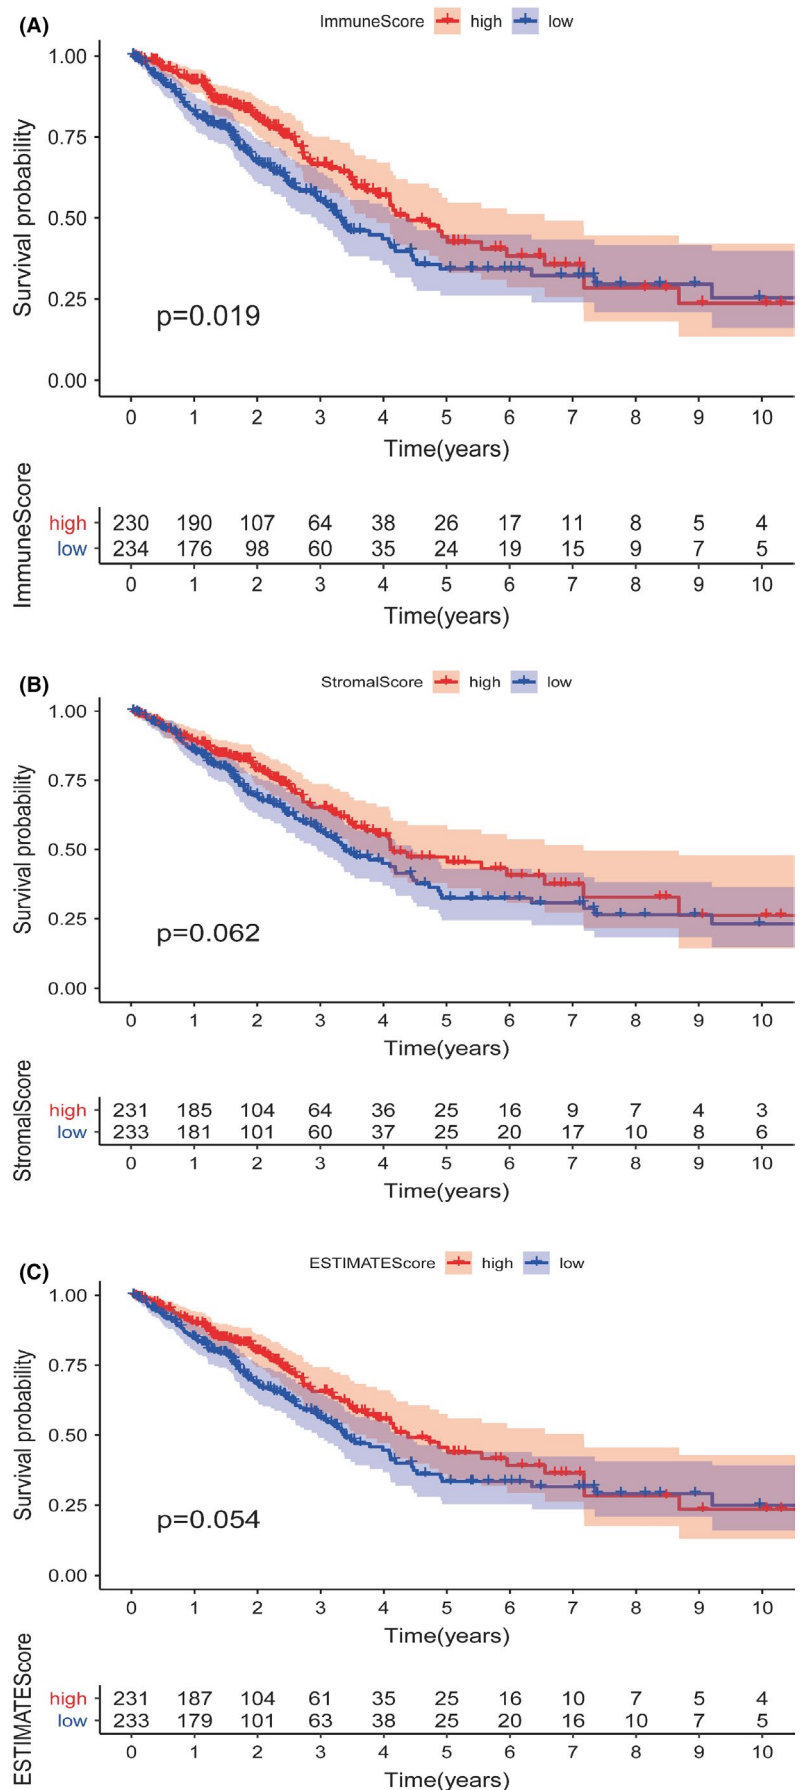 (A)
ImmuneScore high low
1.00
0.75
0.50
0.25
0.00
Survival probability
p=0.019
0 1 2 3 4 5 6 7 8 9 10
Time(years)
ImmuneScore
high 230 190 107 64 38 26 17 11 8 5 4
low 234 176 98 60 35 24 19 15 9 7 5
0 1 2 3 4 5 6 7 8 9 10
Time(years)
(B)
StromalScore high low
1.00
0.75
0.50
0.25
0.00
Survival probability
p=0.062
0 1 2 3 4 5 6 7 8 9 10
Time(years)
StromalScore
high 231 185 104 64 36 25 16 9 7 4 3
low 233 181 101 60 37 25 20 17 10 8 6
0 1 2 3 4 5 6 7 8 9 10
Time(years)
(C)
ESTIMATEScore high low
1.00
0.75
0.50
0.25
0.00
Survival probability
p=0.054
0 1 2 3 4 5 6 7 8 9 10
Time(years)
ESTIMATEScore
high 231 187 104 61 35 25 16 10 7 5 4
low 233 179 101 63 38 25 20 16 10 7 5
0 1 2 3 4 5 6 7 8 9 10
Time(years)